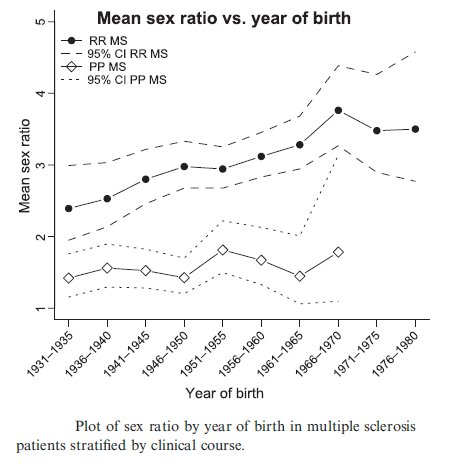 Mean sex ratio vs. year of birth
RR MS
95% CI RR MS
PP MS
95% CI PP MS
Mean sex ratio
5
4
3
2
1
1931–1935
1936–1940
1941–1945
1946–1950
1951–1955
1956–1960
1961–1965
1966–1970
1971–1975
1976–1980
Year of birth
Plot of sex ratio by year of birth in multiple sclerosis
patients stratified by clinical course.